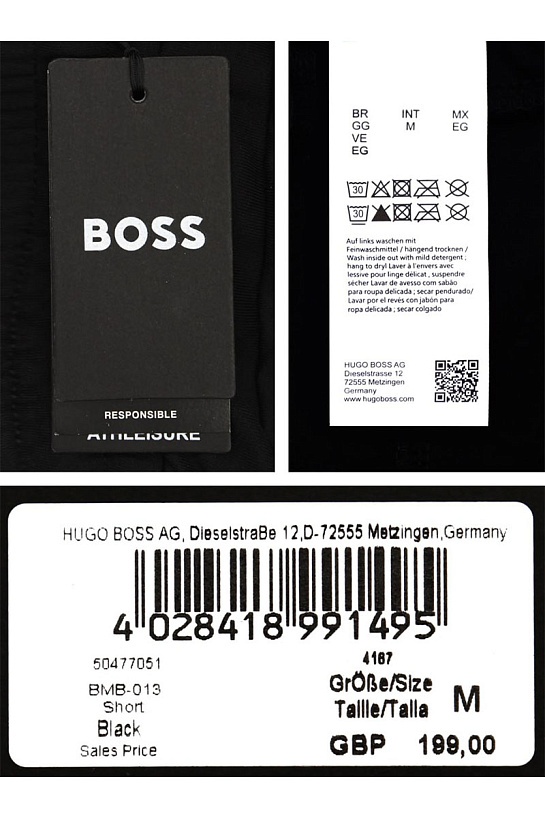 BOSS
RESPONSIBLE
ATHLEISURE
BR INT MX
GG M EG
VE
EG
30
30
Auf links waschen mit
Feinwaschmittel / hängend trocknen /
Wash inside out with mild detergent ;
hang to dry/ Laver à l'envers avec
lessive pour linge délicat , suspendre
sécher Lavar de avesso com sabão
para roupa delicada ; secar pendurado/
Lavar por el revés con jabón para
ropa delicada ; secar colgado
HUGO BOSS AG
Dieselstrasse 12
72555 Metzingen
Germany
www.hugoboss.com
HUGO BOSS AG, Dieselstraße 12,D-72555 Metzingen,Germany
4 028418 991495
50477051 4167
BMB-013 GrÖße/Size
Short Taille/Talla M
Black
Sales Price GBP 199,00